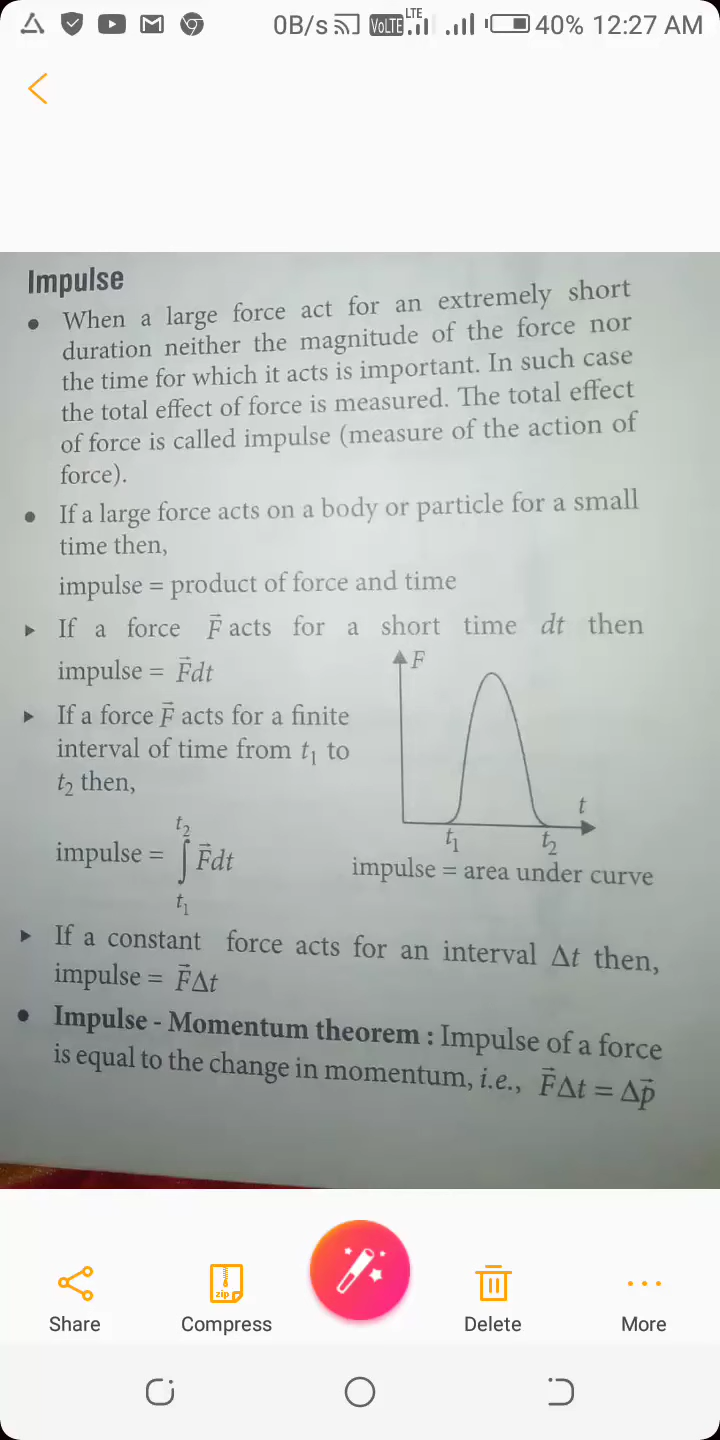 0B/s VoLTE LTE 40% 12:27 AM
Impulse
• When a large force act for an extremely short
duration neither the magnitude of the force nor
the time for which it acts is important. In such case
the total effect of force is measured. The total effect
of force is called impulse (measure of the action of
force).
• If a large force acts on a body or particle for a small
time then,
impulse = product of force and time
▸ If a force F⃗ acts for a short time dt then
impulse = F⃗dt
F
▸ If a force F⃗ acts for a finite
interval of time from t₁ to
t₂ then,
t
t₁ t₂
t₂
impulse = ∫ F⃗dt
t₁
impulse = area under curve
▸ If a constant force acts for an interval Δt then,
impulse = F⃗Δt
• Impulse - Momentum theorem : Impulse of a force
is equal to the change in momentum, i.e., F⃗Δt = Δp⃗
zip
Share Compress Delete More